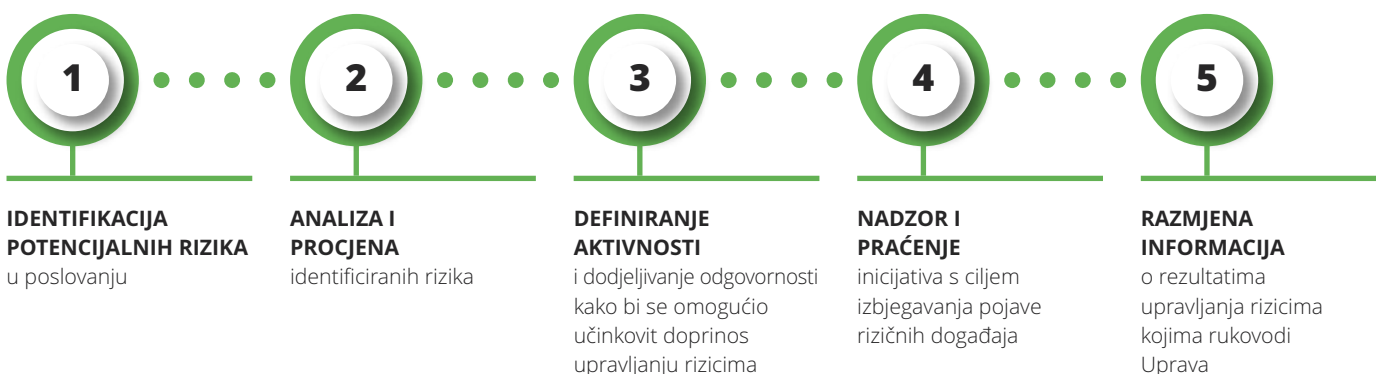 1
2
3
4
5
IDENTIFIKACIJA
POTENCIJALNIH RIZIKA
u poslovanju
ANALIZA I
PROCJENA
identificiranih rizika
DEFINIRANJE
AKTIVNOSTI
i dodjeljivanje odgovornosti
kako bi se omogućio
učinkovit doprinos
upravljanju rizicima
NADZOR I
PRAĆENJE
inicijativa s ciljem
izbjegavanja pojave
rizičnih događaja
RAZMJENA
INFORMACIJA
o rezultatima
upravljanja rizicima
kojima rukovodi
Uprava